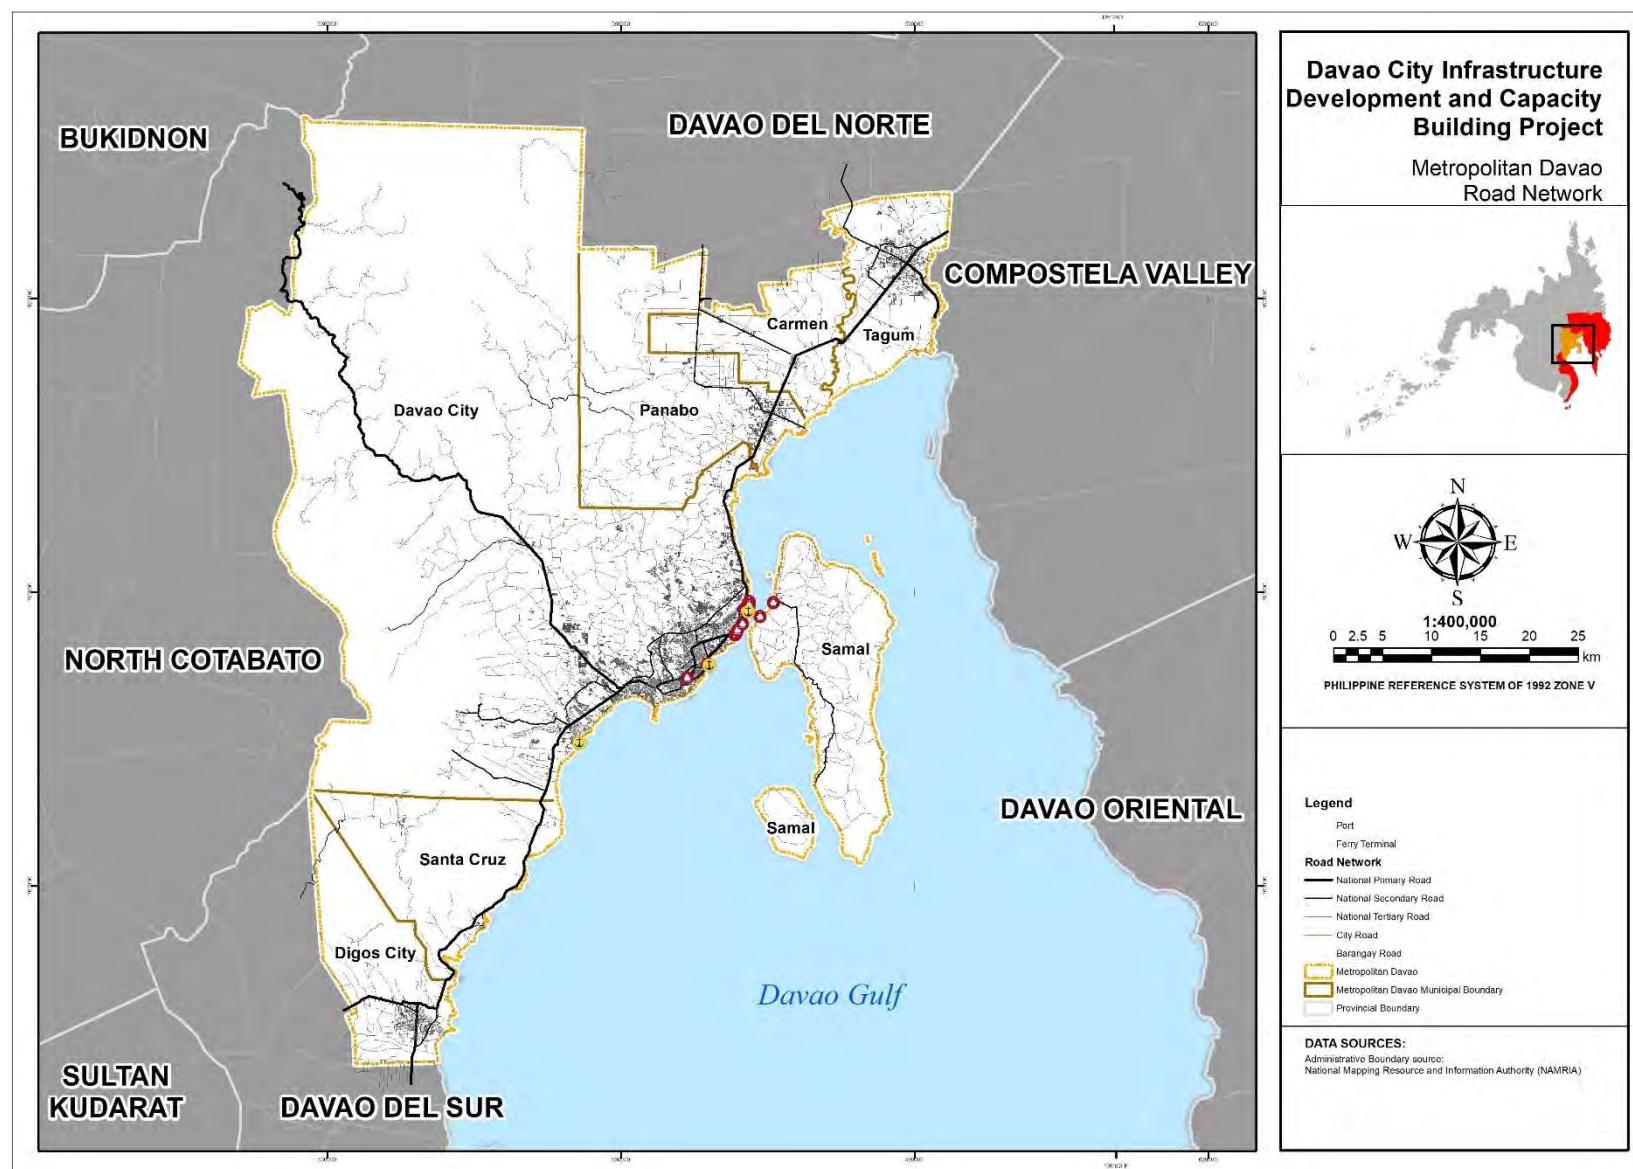 BUKIDNON
DAVAO DEL NORTE
COMPOSTELA VALLEY
Carmen
Tagum
Davao City
Panabo
NORTH COTABATO
Samal
DAVAO ORIENTAL
Samal
Santa Cruz
Digos City
Davao Gulf
SULTAN
KUDARAT
DAVAO DEL SUR
Davao City Infrastructure
Development and Capacity
Building Project
Metropolitan Davao
Road Network
N
W
E
S
1:400,000
0 2.5 5 10 15 20 25
km
PHILIPPINE REFERENCE SYSTEM OF 1992 ZONE V
Legend
Port
Ferry Terminal
Road Network
National Primary Road
National Secondary Road
National Tertiary Road
City Road
Barangay Road
Metropolitan Davao
Metropolitan Davao Municipal Boundary
Provincial Boundary
DATA SOURCES:
Administrative Boundary source:
National Mapping Resource and Information Authority (NAMRIA)